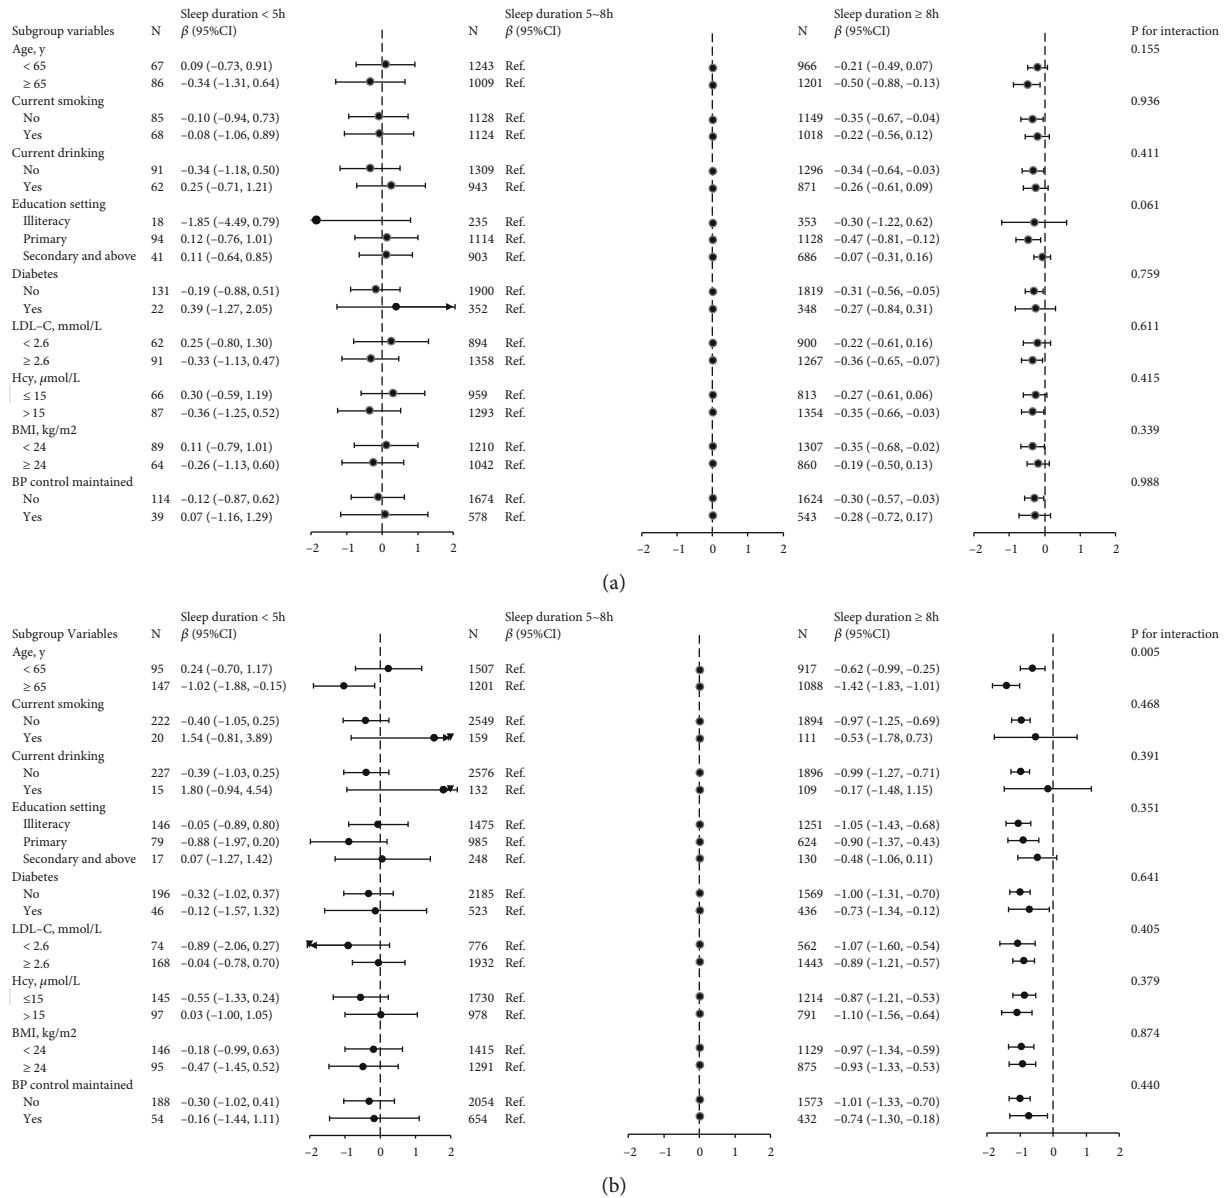 Sleep duration < 5h Sleep duration 5~8h Sleep duration ≥ 8h
Subgroup variables N β (95%CI) N β (95%CI) N β (95%CI) P for interaction
Age, y 0.155
< 65 67 0.09 (−0.73, 0.91) 1243 Ref. 966 −0.21 (−0.49, 0.07)
≥ 65 86 −0.34 (−1.31, 0.64) 1009 Ref. 1201 −0.50 (−0.88, −0.13)
Current smoking 0.936
No 85 −0.10 (−0.94, 0.73) 1128 Ref. 1149 −0.35 (−0.67, −0.04)
Yes 68 −0.08 (−1.06, 0.89) 1124 Ref. 1018 −0.22 (−0.56, 0.12)
Current drinking 0.411
No 91 −0.34 (−1.18, 0.50) 1309 Ref. 1296 −0.34 (−0.64, −0.03)
Yes 62 0.25 (−0.71, 1.21) 943 Ref. 871 −0.26 (−0.61, 0.09)
Education setting 0.061
Illiteracy 18 −1.85 (−4.49, 0.79) 235 Ref. 353 −0.30 (−1.22, 0.62)
Primary 94 0.12 (−0.76, 1.01) 1114 Ref. 1128 −0.47 (−0.81, −0.12)
Secondary and above 41 0.11 (−0.64, 0.85) 903 Ref. 686 −0.07 (−0.31, 0.16)
Diabetes 0.759
No 131 −0.19 (−0.88, 0.51) 1900 Ref. 1819 −0.31 (−0.56, −0.05)
Yes 22 0.39 (−1.27, 2.05) 352 Ref. 348 −0.27 (−0.84, 0.31)
LDL−C, mmol/L 0.611
< 2.6 62 0.25 (−0.80, 1.30) 894 Ref. 900 −0.22 (−0.61, 0.16)
≥ 2.6 91 −0.33 (−1.13, 0.47) 1358 Ref. 1267 −0.36 (−0.65, −0.07)
Hcy, μmol/L 0.415
≤ 15 66 0.30 (−0.59, 1.19) 959 Ref. 813 −0.27 (−0.61, 0.06)
> 15 87 −0.36 (−1.25, 0.52) 1293 Ref. 1354 −0.35 (−0.66, −0.03)
BMI, kg/m2 0.339
< 24 89 0.11 (−0.79, 1.01) 1210 Ref. 1307 −0.35 (−0.68, −0.02)
≥ 24 64 −0.26 (−1.13, 0.60) 1042 Ref. 860 −0.19 (−0.50, 0.13)
BP control maintained 0.988
No 114 −0.12 (−0.87, 0.62) 1674 Ref. 1624 −0.30 (−0.57, −0.03)
Yes 39 0.07 (−1.16, 1.29) 578 Ref. 543 −0.28 (−0.72, 0.17)
−2 −1 0 1 2 −2 −1 0 1 2 −2 −1 0 1 2
(a)
Sleep duration < 5h Sleep duration 5~8h Sleep duration ≥ 8h
Subgroup Variables N β (95%CI) N β (95%CI) N β (95%CI) P for interaction
Age, y 0.005
< 65 95 0.24 (−0.70, 1.17) 1507 Ref. 917 −0.62 (−0.99, −0.25)
≥ 65 147 −1.02 (−1.88, −0.15) 1201 Ref. 1088 −1.42 (−1.83, −1.01)
Current smoking 0.468
No 222 −0.40 (−1.05, 0.25) 2549 Ref. 1894 −0.97 (−1.25, −0.69)
Yes 20 1.54 (−0.81, 3.89) 159 Ref. 111 −0.53 (−1.78, 0.73)
Current drinking 0.391
No 227 −0.39 (−1.03, 0.25) 2576 Ref. 1896 −0.99 (−1.27, −0.71)
Yes 15 1.80 (−0.94, 4.54) 132 Ref. 109 −0.17 (−1.48, 1.15)
Education setting 0.351
Illiteracy 146 −0.05 (−0.89, 0.80) 1475 Ref. 1251 −1.05 (−1.43, −0.68)
Primary 79 −0.88 (−1.97, 0.20) 985 Ref. 624 −0.90 (−1.37, −0.43)
Secondary and above 17 0.07 (−1.27, 1.42) 248 Ref. 130 −0.48 (−1.06, 0.11)
Diabetes 0.641
No 196 −0.32 (−1.02, 0.37) 2185 Ref. 1569 −1.00 (−1.31, −0.70)
Yes 46 −0.12 (−1.57, 1.32) 523 Ref. 436 −0.73 (−1.34, −0.12)
LDL−C, mmol/L 0.405
< 2.6 74 −0.89 (−2.06, 0.27) 776 Ref. 562 −1.07 (−1.60, −0.54)
≥ 2.6 168 −0.04 (−0.78, 0.70) 1932 Ref. 1443 −0.89 (−1.21, −0.57)
Hcy, μmol/L 0.379
≤15 145 −0.55 (−1.33, 0.24) 1730 Ref. 1214 −0.87 (−1.21, −0.53)
> 15 97 0.03 (−1.00, 1.05) 978 Ref. 791 −1.10 (−1.56, −0.64)
BMI, kg/m2 0.874
< 24 146 −0.18 (−0.99, 0.63) 1415 Ref. 1129 −0.97 (−1.34, −0.59)
≥ 24 95 −0.47 (−1.45, 0.52) 1291 Ref. 875 −0.93 (−1.33, −0.53)
BP control maintained 0.440
No 188 −0.30 (−1.02, 0.41) 2054 Ref. 1573 −1.01 (−1.33, −0.70)
Yes 54 −0.16 (−1.44, 1.11) 654 Ref. 432 −0.74 (−1.30, −0.18)
−2 −1 0 1 2 −2 −1 0 1 2 −2 −1 0 1 2
(b)